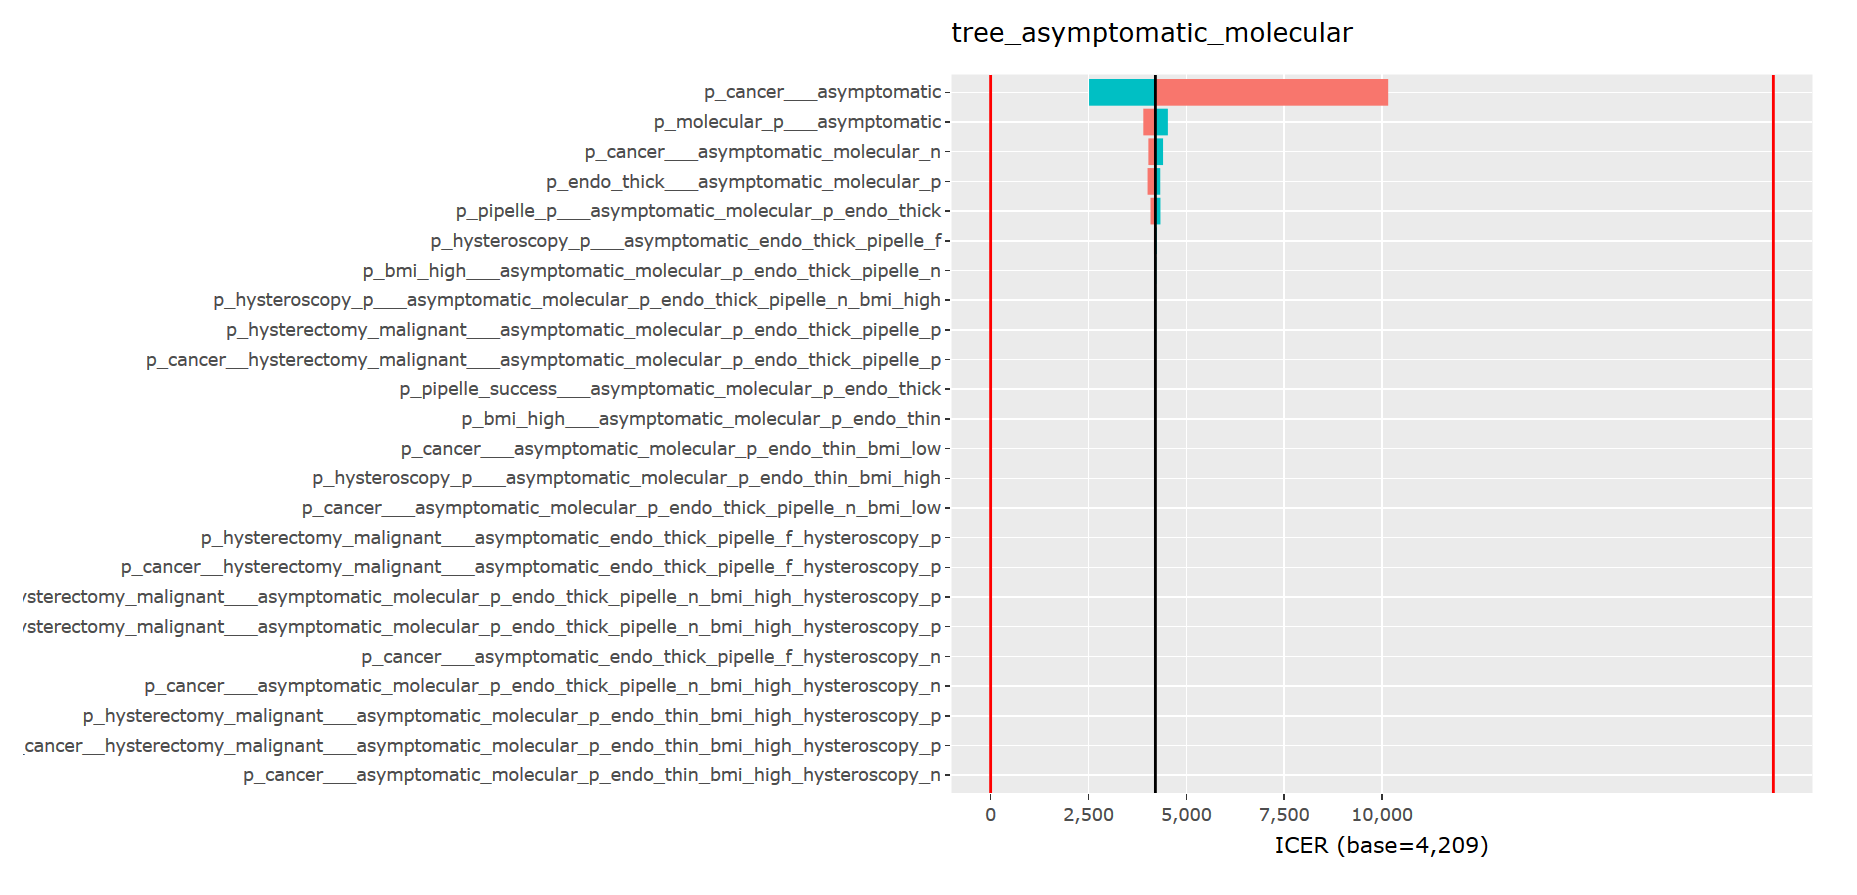 tree_asymptomatic_molecular
p_cancer___asymptomatic
p_molecular_p___asymptomatic
p_cancer___asymptomatic_molecular_n
p_endo_thick___asymptomatic_molecular_p
p_pipelle_p___asymptomatic_molecular_p_endo_thick
p_hysteroscopy_p___asymptomatic_endo_thick_pipelle_f
p_bmi_high___asymptomatic_molecular_p_endo_thick_pipelle_n
p_hysteroscopy_p___asymptomatic_molecular_p_endo_thick_pipelle_n_bmi_high
p_hysterectomy_malignant___asymptomatic_molecular_p_endo_thick_pipelle_p
p_cancer__hysterectomy_malignant___asymptomatic_molecular_p_endo_thick_pipelle_p
p_pipelle_success___asymptomatic_molecular_p_endo_thick
p_bmi_high___asymptomatic_molecular_p_endo_thin
p_cancer___asymptomatic_molecular_p_endo_thin_bmi_low
p_hysteroscopy_p___asymptomatic_molecular_p_endo_thin_bmi_high
p_cancer___asymptomatic_molecular_p_endo_thick_pipelle_n_bmi_low
p_hysterectomy_malignant___asymptomatic_endo_thick_pipelle_f_hysteroscopy_p
p_cancer__hysterectomy_malignant___asymptomatic_endo_thick_pipelle_f_hysteroscopy_p
ysterectomy_malignant___asymptomatic_molecular_p_endo_thick_pipelle_n_bmi_high_hysteroscopy_p
ysterectomy_malignant___asymptomatic_molecular_p_endo_thick_pipelle_n_bmi_high_hysteroscopy_p
p_cancer___asymptomatic_endo_thick_pipelle_f_hysteroscopy_n
p_cancer___asymptomatic_molecular_p_endo_thick_pipelle_n_bmi_high_hysteroscopy_n
p_hysterectomy_malignant___asymptomatic_molecular_p_endo_thin_bmi_high_hysteroscopy_p
_cancer__hysterectomy_malignant___asymptomatic_molecular_p_endo_thin_bmi_high_hysteroscopy_p
p_cancer___asymptomatic_molecular_p_endo_thin_bmi_high_hysteroscopy_n
0 2,500 5,000 7,500 10,000
ICER (base=4,209)